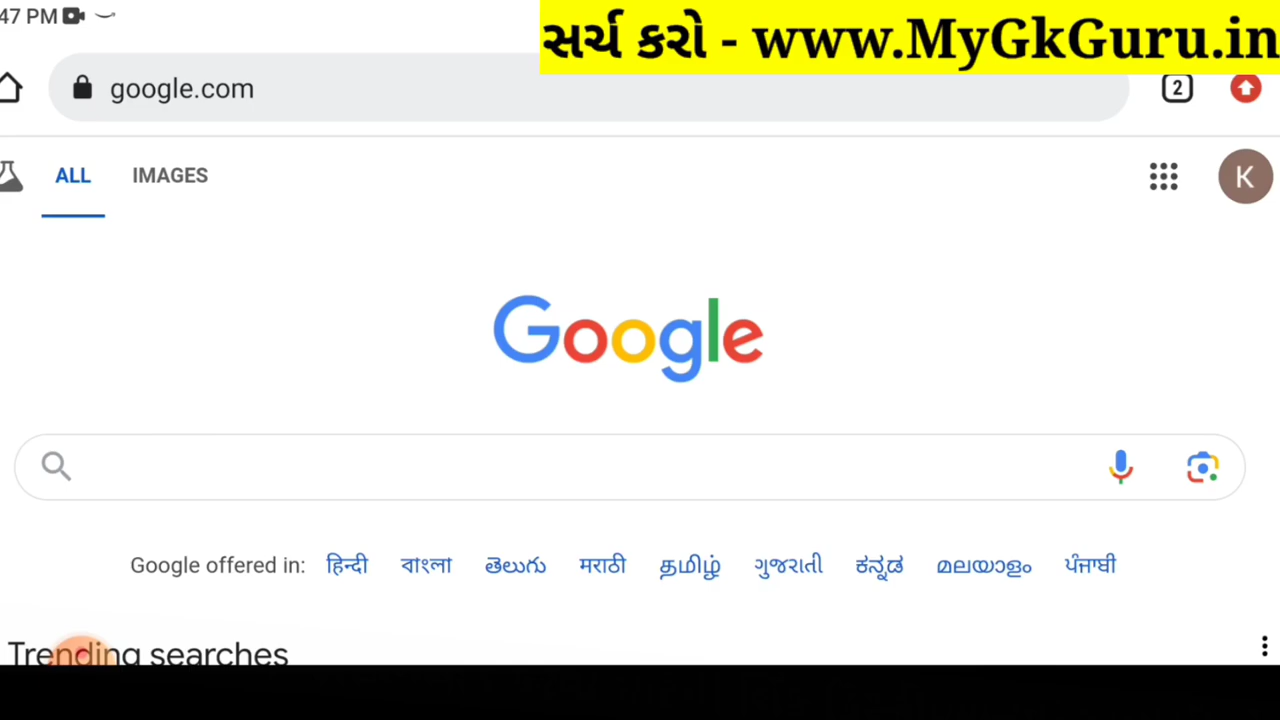 47 PM
સર્ચ કરો - www.MyGkGuru.in
google.com
2
ALL IMAGES
K
Google
Google offered in: हिन्दी বাংলা తెలుగు मराठी தமிழ் ગુજરાતી ಕನ್ನಡ മലയാളം ਪੰਜਾਬੀ
Trending searches